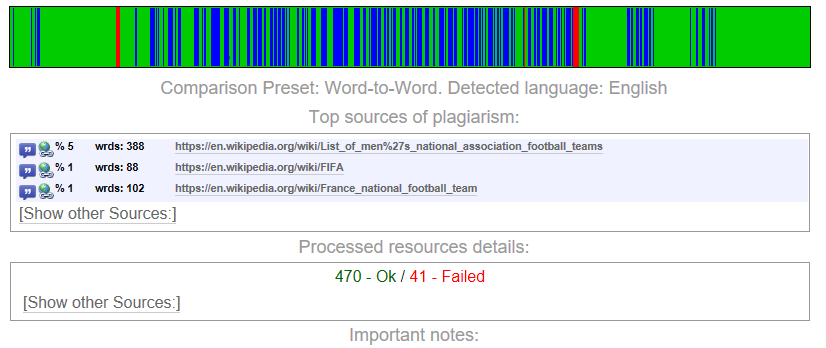 Comparison Preset: Word-to-Word. Detected language: English
Top sources of plagiarism:
% 5 wrds: 388 https://en.wikipedia.org/wiki/List_of_men%27s_national_association_football_teams
% 1 wrds: 88 https://en.wikipedia.org/wiki/FIFA
% 1 wrds: 102 https://en.wikipedia.org/wiki/France_national_football_team
[Show other Sources:]
Processed resources details:
470 - Ok / 41 - Failed
[Show other Sources:]
Important notes: